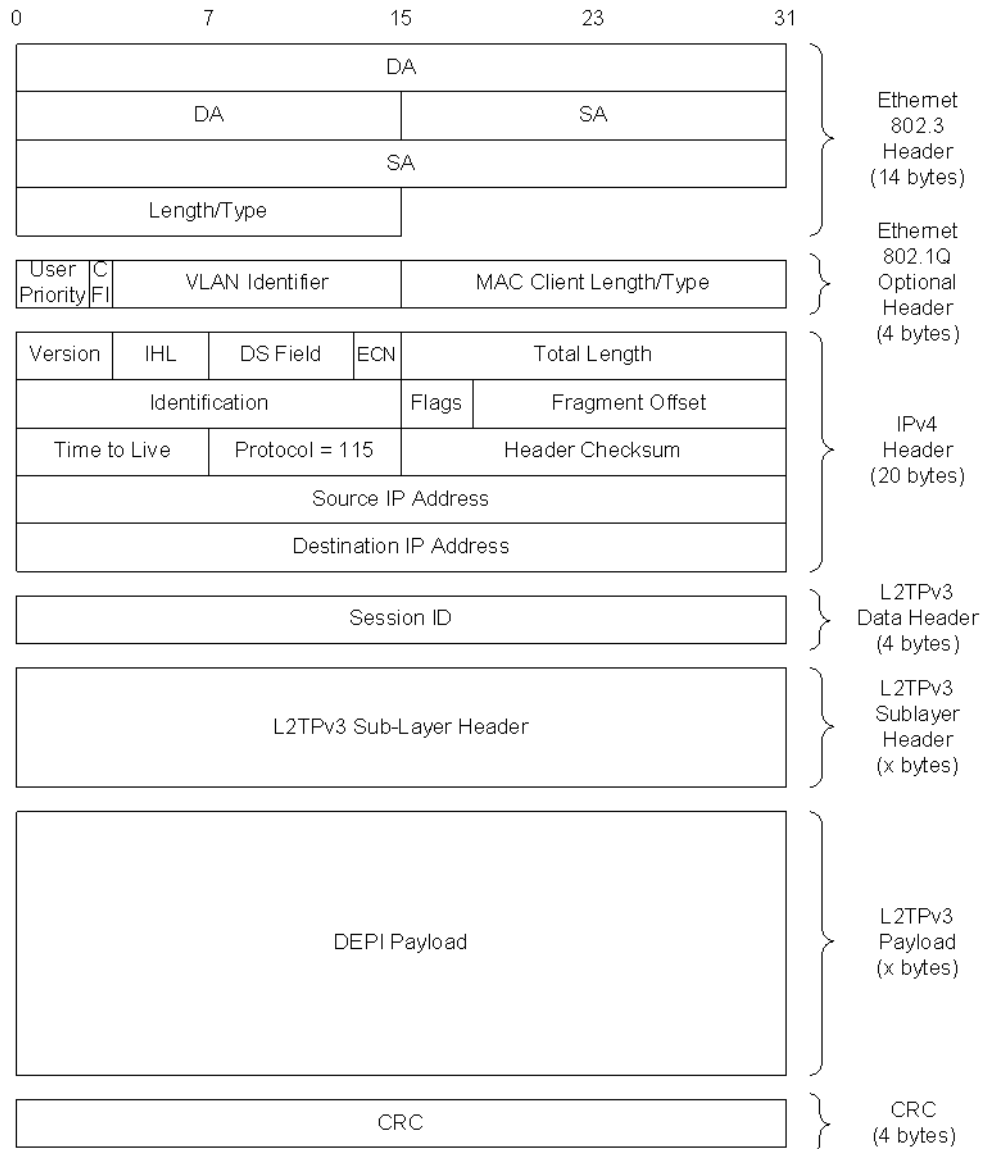 0 7 15 23 31
DA
DA SA
SA
Length/Type
Ethernet
802.3
Header
(14 bytes)
User
Priority
C
FI
VLAN Identifier
MAC Client Length/Type
Ethernet
802.1Q
Optional
Header
(4 bytes)
Version IHL DS Field ECN Total Length
Identification Flags Fragment Offset
Time to Live Protocol = 115 Header Checksum
Source IP Address
Destination IP Address
IPv4
Header
(20 bytes)
Session ID
L2TPv3
Data Header
(4 bytes)
L2TPv3 Sub-Layer Header
L2TPv3
Sublayer
Header
(x bytes)
DEPI Payload
L2TPv3
Payload
(x bytes)
CRC
CRC
(4 bytes)